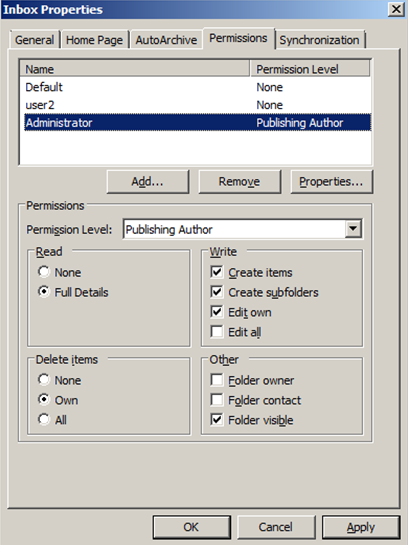 Inbox Properties
General Home Page AutoArchive Permissions Synchronization
Name Permission Level
Default None
user2 None
Administrator Publishing Author
Add... Remove Properties...
Permissions
Permission Level: Publishing Author
Read Write
None Create items
Full Details Create subfolders
Edit own
Edit all
Delete items Other
None Folder owner
Own Folder contact
All Folder visible
OK Cancel Apply